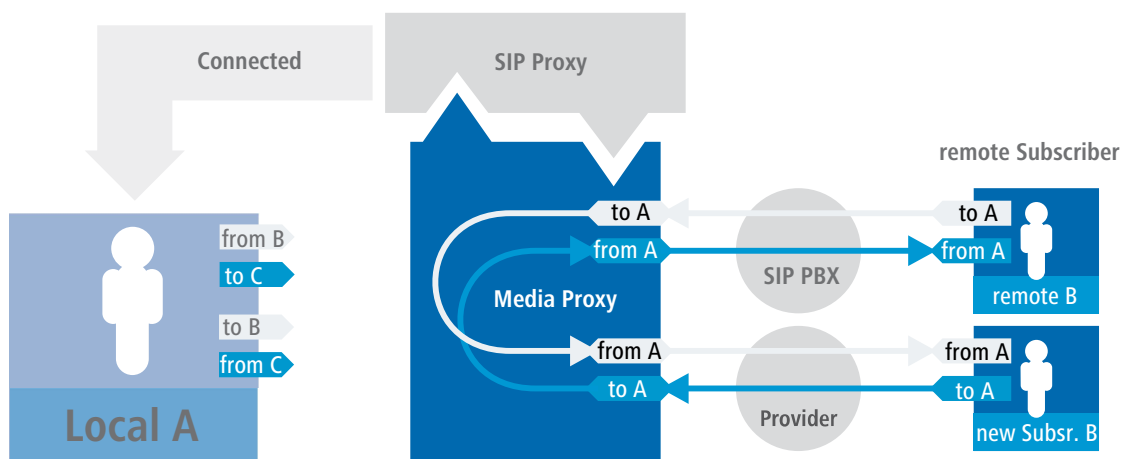 Connected
SIP Proxy
remote Subscriber
from B
to C
to B
from C
Local A
to A
from A
Media Proxy
from A
to A
SIP PBX
Provider
to A
from A
remote B
from A
to A
new Subsr. B